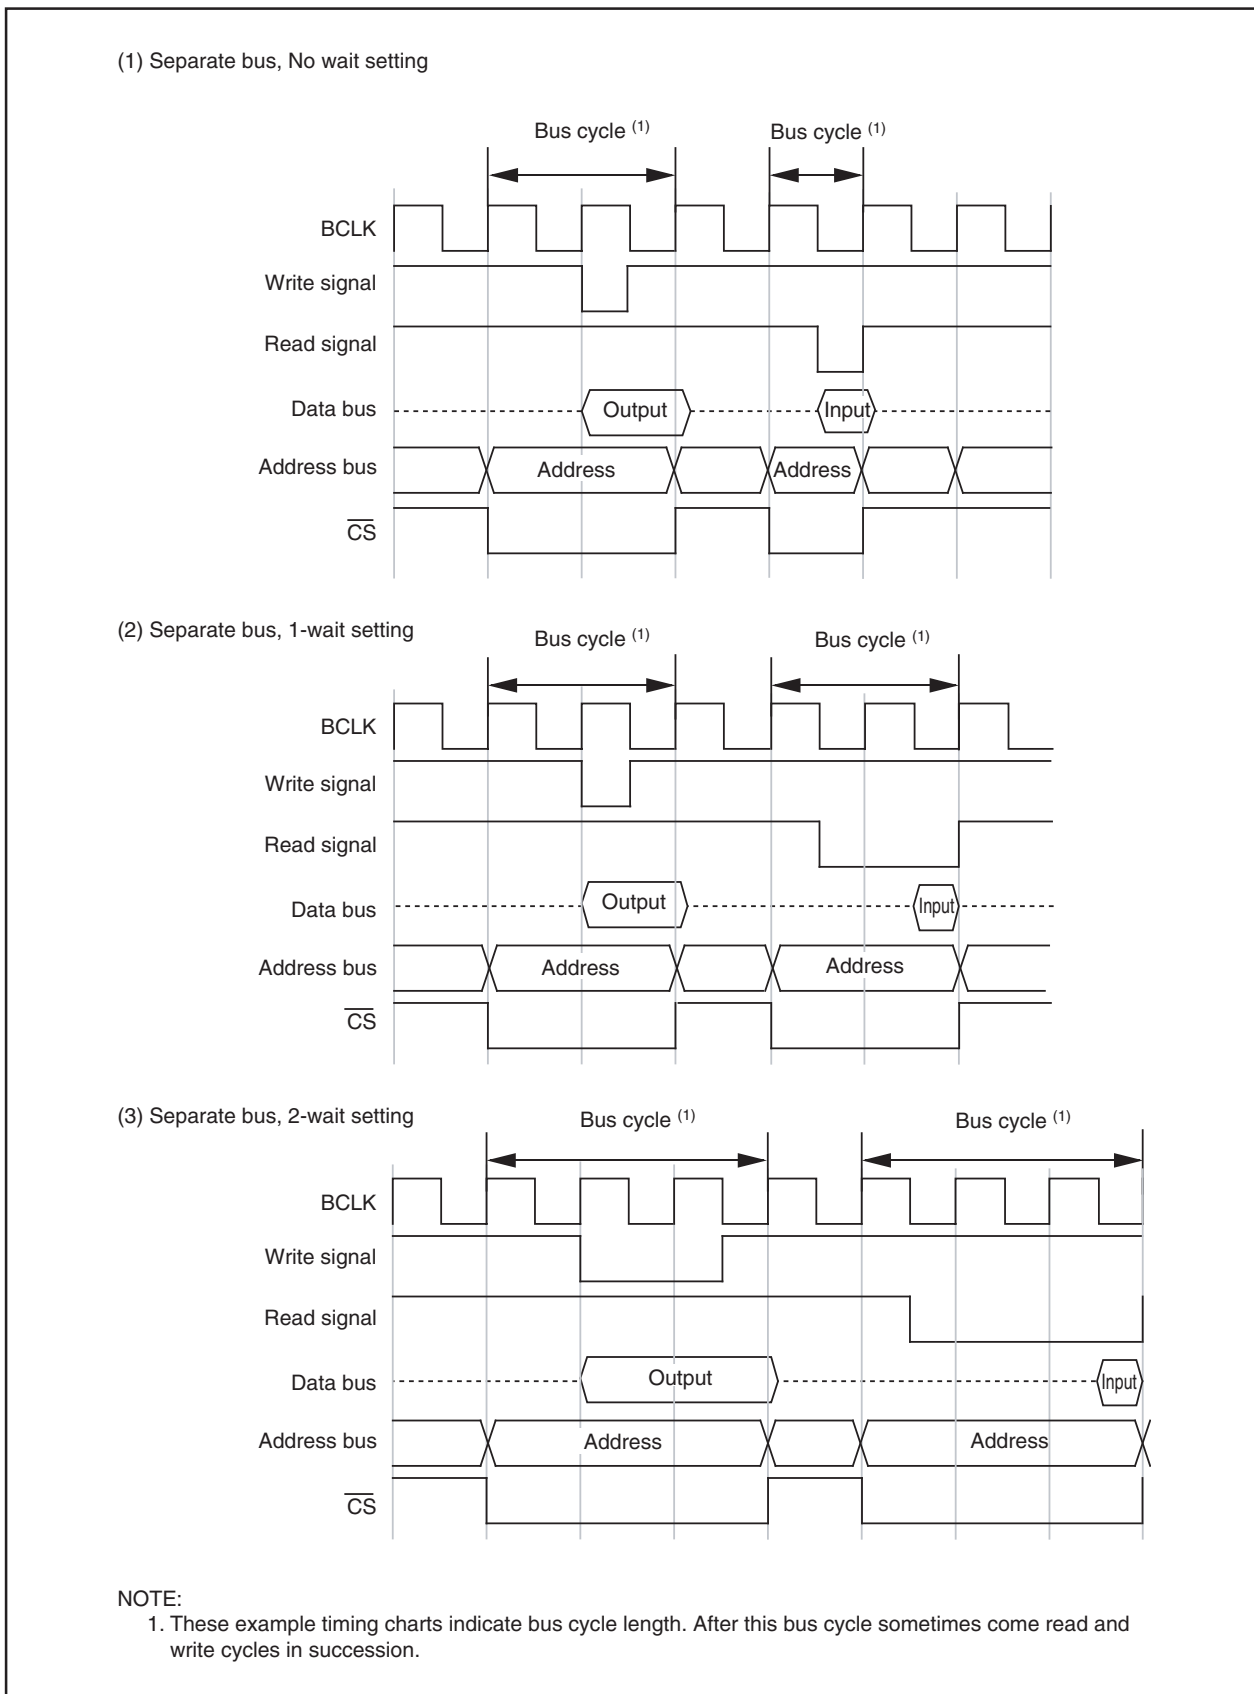 (1) Separate bus, No wait setting
Bus cycle (1)
Bus cycle (1)
BCLK
Write signal
Read signal
Data bus
Output
Input
Address bus
Address
Address
CS
(2) Separate bus, 1-wait setting
Bus cycle (1)
Bus cycle (1)
BCLK
Write signal
Read signal
Data bus
Output
Input
Address bus
Address
Address
CS
(3) Separate bus, 2-wait setting
Bus cycle (1)
Bus cycle (1)
BCLK
Write signal
Read signal
Data bus
Output
Input
Address bus
Address
Address
CS
NOTE:
1. These example timing charts indicate bus cycle length. After this bus cycle sometimes come read and
write cycles in succession.